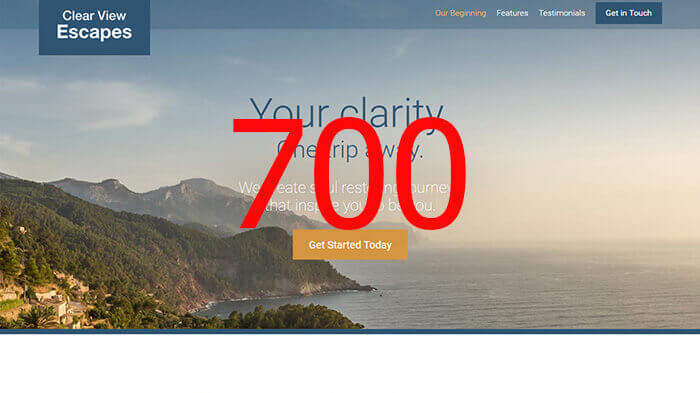 Clear View
Escapes
Our Beginning
Features
Testimonials
Get in Touch
Your clarity.
One trip away.
700
We create soul restoring journeys
that inspire you to be you.
Get Started Today